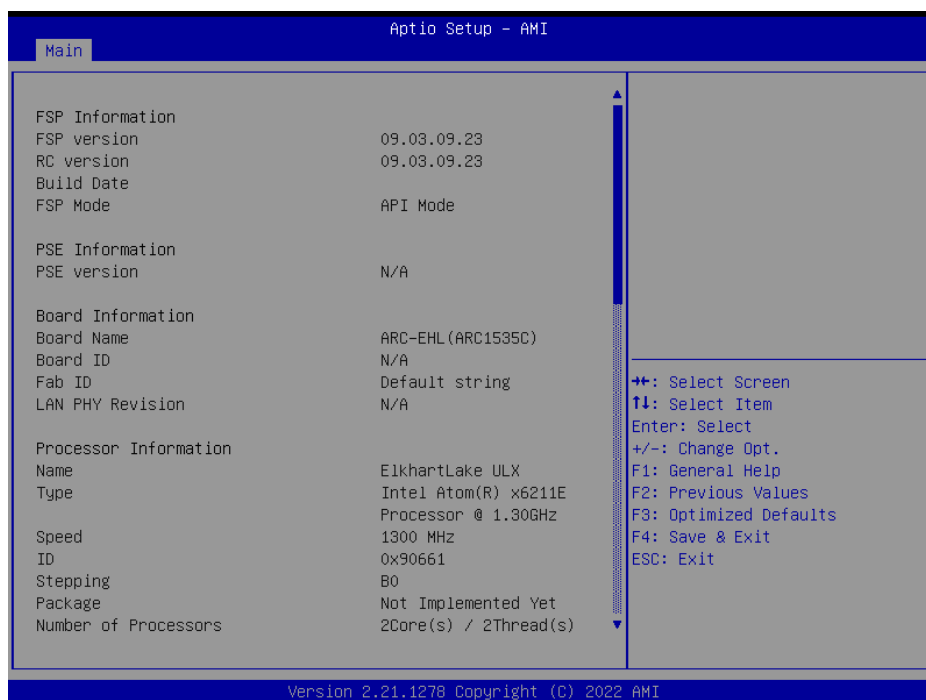 Aptio Setup - AMI
Main
FSP Information
FSP version 09.03.09.23
RC version 09.03.09.23
Build Date
FSP Mode API Mode
PSE Information
PSE version N/A
Board Information
Board Name ARC-EHL(ARC1535C)
Board ID N/A
Fab ID Default string
LAN PHY Revision N/A
Processor Information
Name ElkhartLake ULX
Type Intel Atom(R) x6211E
Processor @ 1.30GHz
Speed 1300 MHz
ID 0x90661
Stepping B0
Package Not Implemented Yet
Number of Processors 2Core(s) / 2Thread(s)
→←: Select Screen
↑↓: Select Item
Enter: Select
+/-: Change Opt.
F1: General Help
F2: Previous Values
F3: Optimized Defaults
F4: Save & Exit
ESC: Exit
Version 2.21.1278 Copyright (C) 2022 AMI